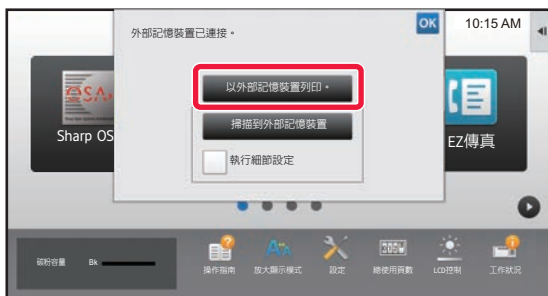 外部記憶裝置已連接。
OK
10:15 AM
以外部記憶裝置列印。
掃描到外部記憶裝置
執行細節設定
Sharp OS
EZ傳真
碳粉容量 Bk
操作指南
放大顯示模式
設定
總使用頁數
LCD控制
工作狀況